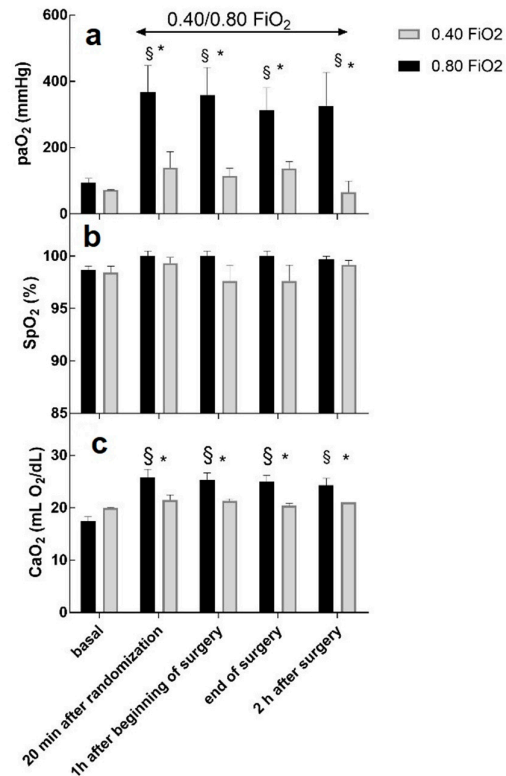 0.40/0.80 FiO2
0.40 FiO2
0.80 FiO2
a
paO2 (mmHg)
600
400
200
0
§ *
§ *
§ *
§ *
b
SpO2 (%)
100
95
90
85
c
CaO2 (mL O2/dL)
30
20
10
0
§ *
§ *
§ *
§ *
basal
20 min after randomization
1h after beginning of surgery
end of surgery
2 h after surgery